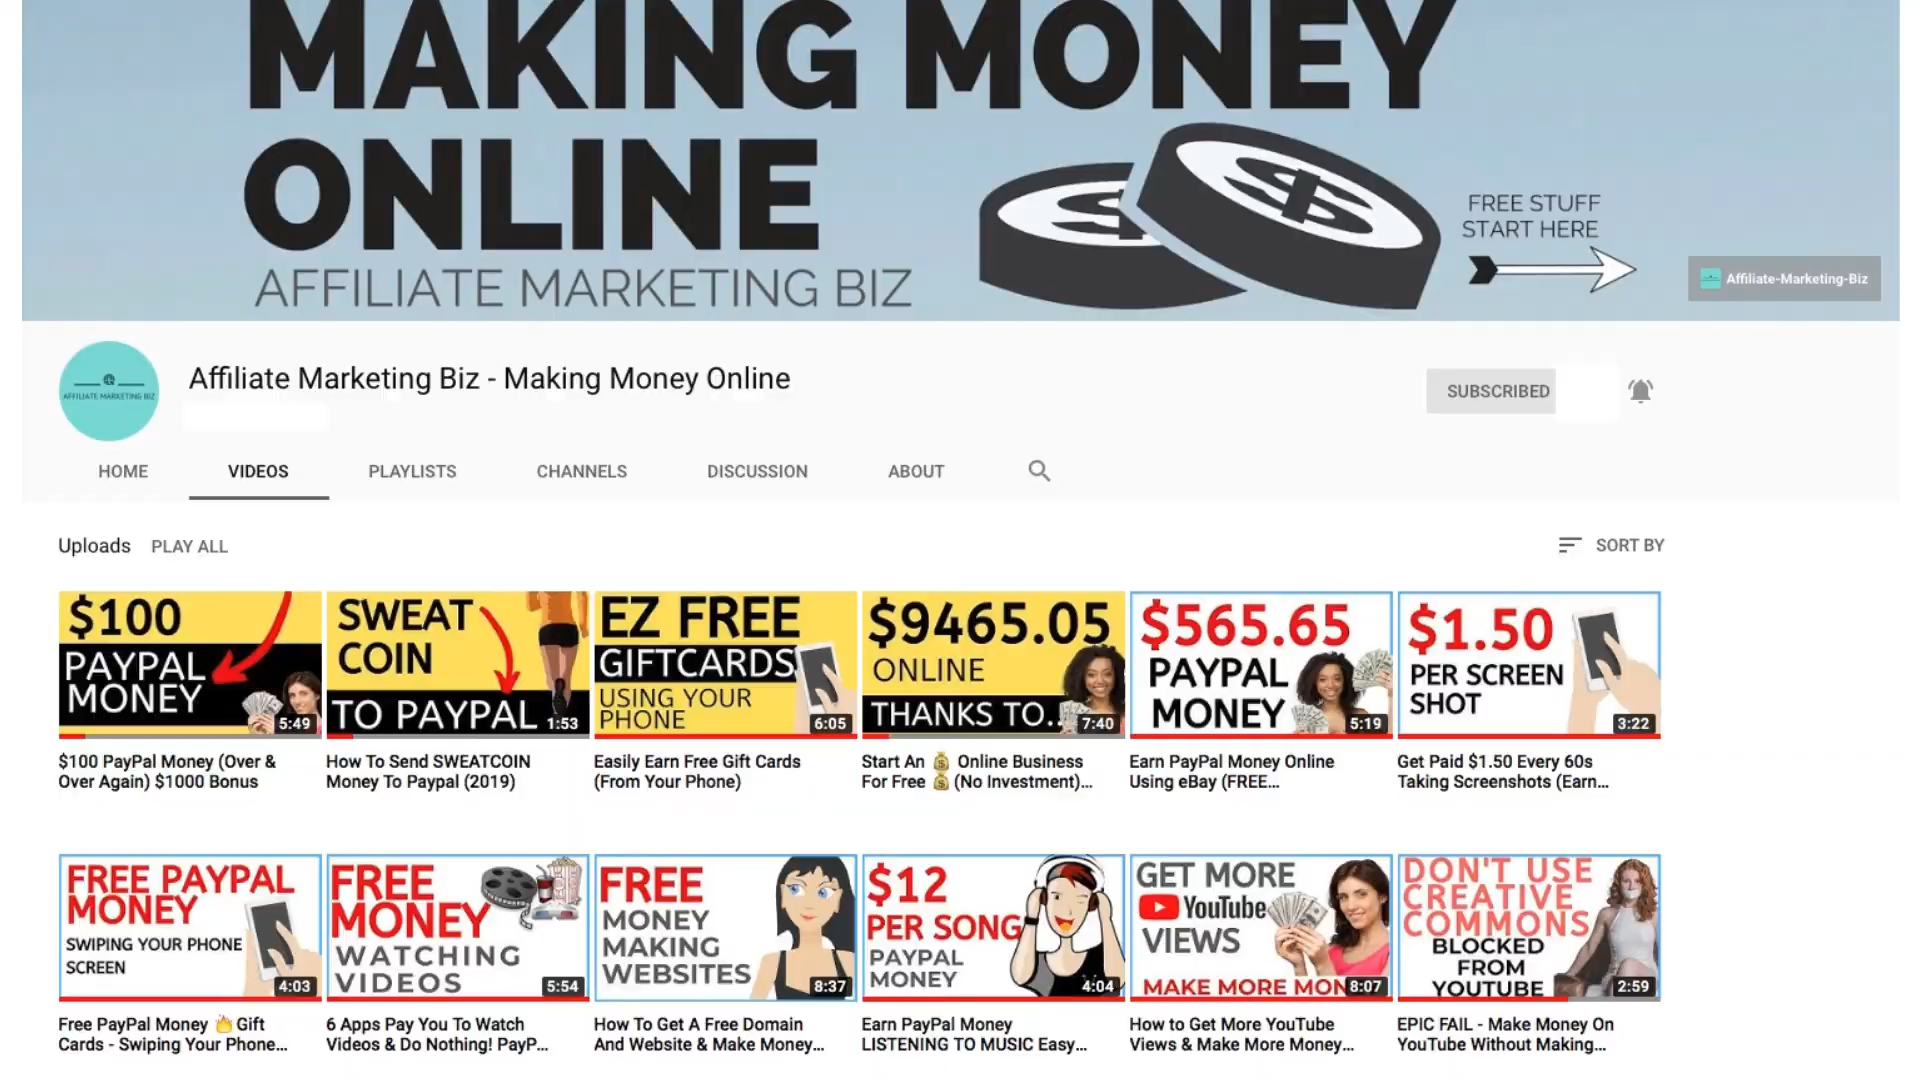 MAKING MONEY
ONLINE
AFFILIATE MARKETING BIZ
FREE STUFF
START HERE
Affiliate-Marketing-Biz
AFFILIATE MARKETING BIZ
Affiliate Marketing Biz - Making Money Online
SUBSCRIBED
HOME VIDEOS PLAYLISTS CHANNELS DISCUSSION ABOUT
Uploads PLAY ALL
SORT BY
$100
PAYPAL
MONEY
5:49
$100 PayPal Money (Over &
Over Again) $1000 Bonus
SWEAT
COIN
TO PAYPAL
1:53
How To Send SWEATCOIN
Money To Paypal (2019)
EZ FREE
GIFTCARDS
USING YOUR
PHONE
6:05
Easily Earn Free Gift Cards
(From Your Phone)
$9465.05
ONLINE
THANKS TO..
7:40
Start An 💰 Online Business
For Free 💰 (No Investment)...
$565.65
PAYPAL
MONEY
5:19
Earn PayPal Money Online
Using eBay (FREE...
$1.50
PER SCREEN
SHOT
3:22
Get Paid $1.50 Every 60s
Taking Screenshots (Earn...
FREE PAYPAL
MONEY
SWIPING YOUR PHONE
SCREEN
4:03
Free PayPal Money 🔥 Gift
Cards - Swiping Your Phone...
FREE
MONEY
WATCHING
VIDEOS
5:54
6 Apps Pay You To Watch
Videos & Do Nothing! PayP...
FREE
MONEY
MAKING
WEBSITES
8:37
How To Get A Free Domain
And Website & Make Money...
$12
PER SONG
PAYPAL
MONEY
4:04
Earn PayPal Money
LISTENING TO MUSIC Easy...
GET MORE
YouTube
VIEWS
MAKE MORE MON
8:07
How to Get More YouTube
Views & Make More Money...
DON'T USE
CREATIVE
COMMONS
BLOCKED
FROM
YOUTUBE
2:59
EPIC FAIL - Make Money On
YouTube Without Making...